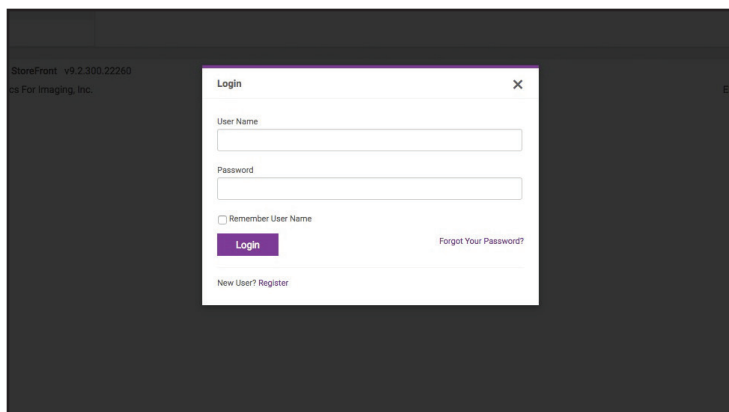 StoreFront v9.2.300.22260
cs For Imaging, Inc.
Login
User Name
Password
Remember User Name
Login
Forgot Your Password?
New User? Register